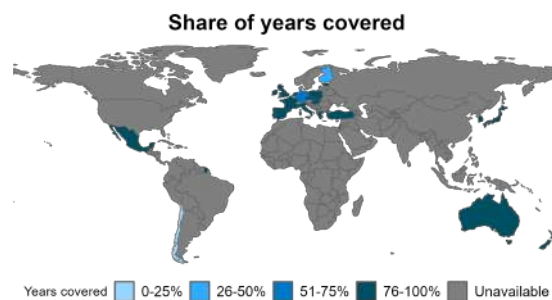 Share of years covered
Years covered 0-25% 26-50% 51-75% 76-100% Unavailable